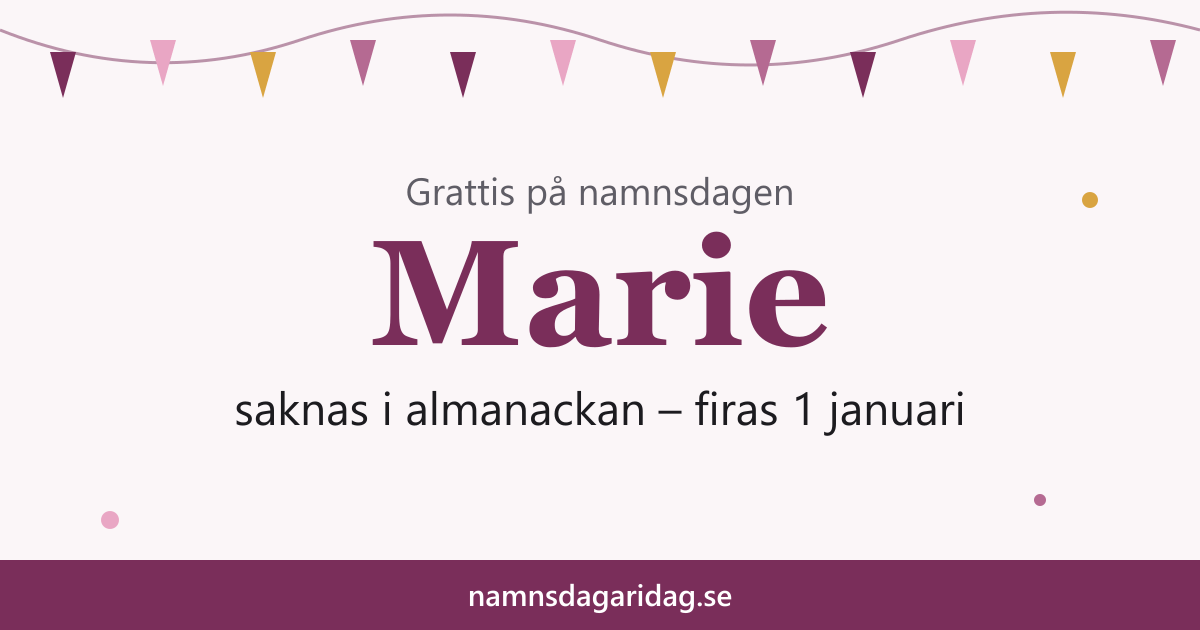 Grattis på namnsdagen
Marie
saknas i almanackan – firas 1 januari
namnsdagaridag.se